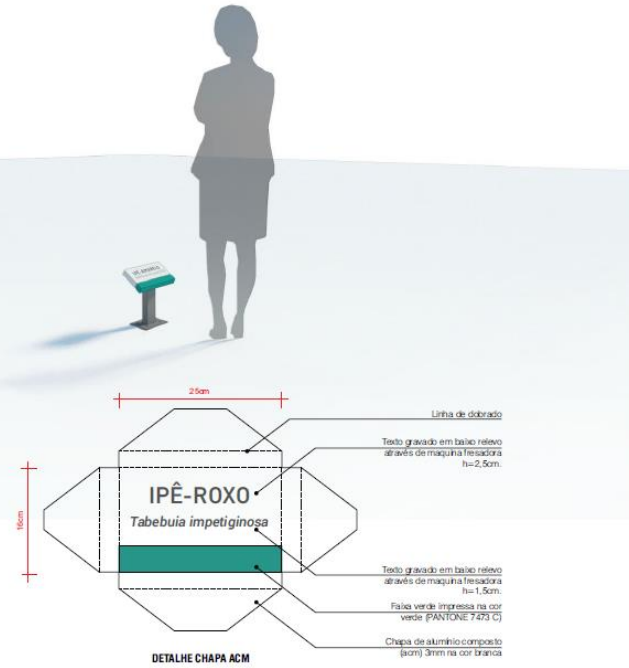 IPÊ-ROXO
25cm
Linha de dobrado
Texto gravado em baixo relevo
através de maquina fresadora
h=2,5cm.
16cm
IPÊ-ROXO
Tabebuia impetiginosa
Texto gravado em baixo relevo
através de maquina fresadora
h=1,5cm.
Faixa verde impressa na cor
verde (PANTONE 7473 C)
Chapa de alumínio composto
(acm) 3mm na cor branca
DETALHE CHAPA ACM